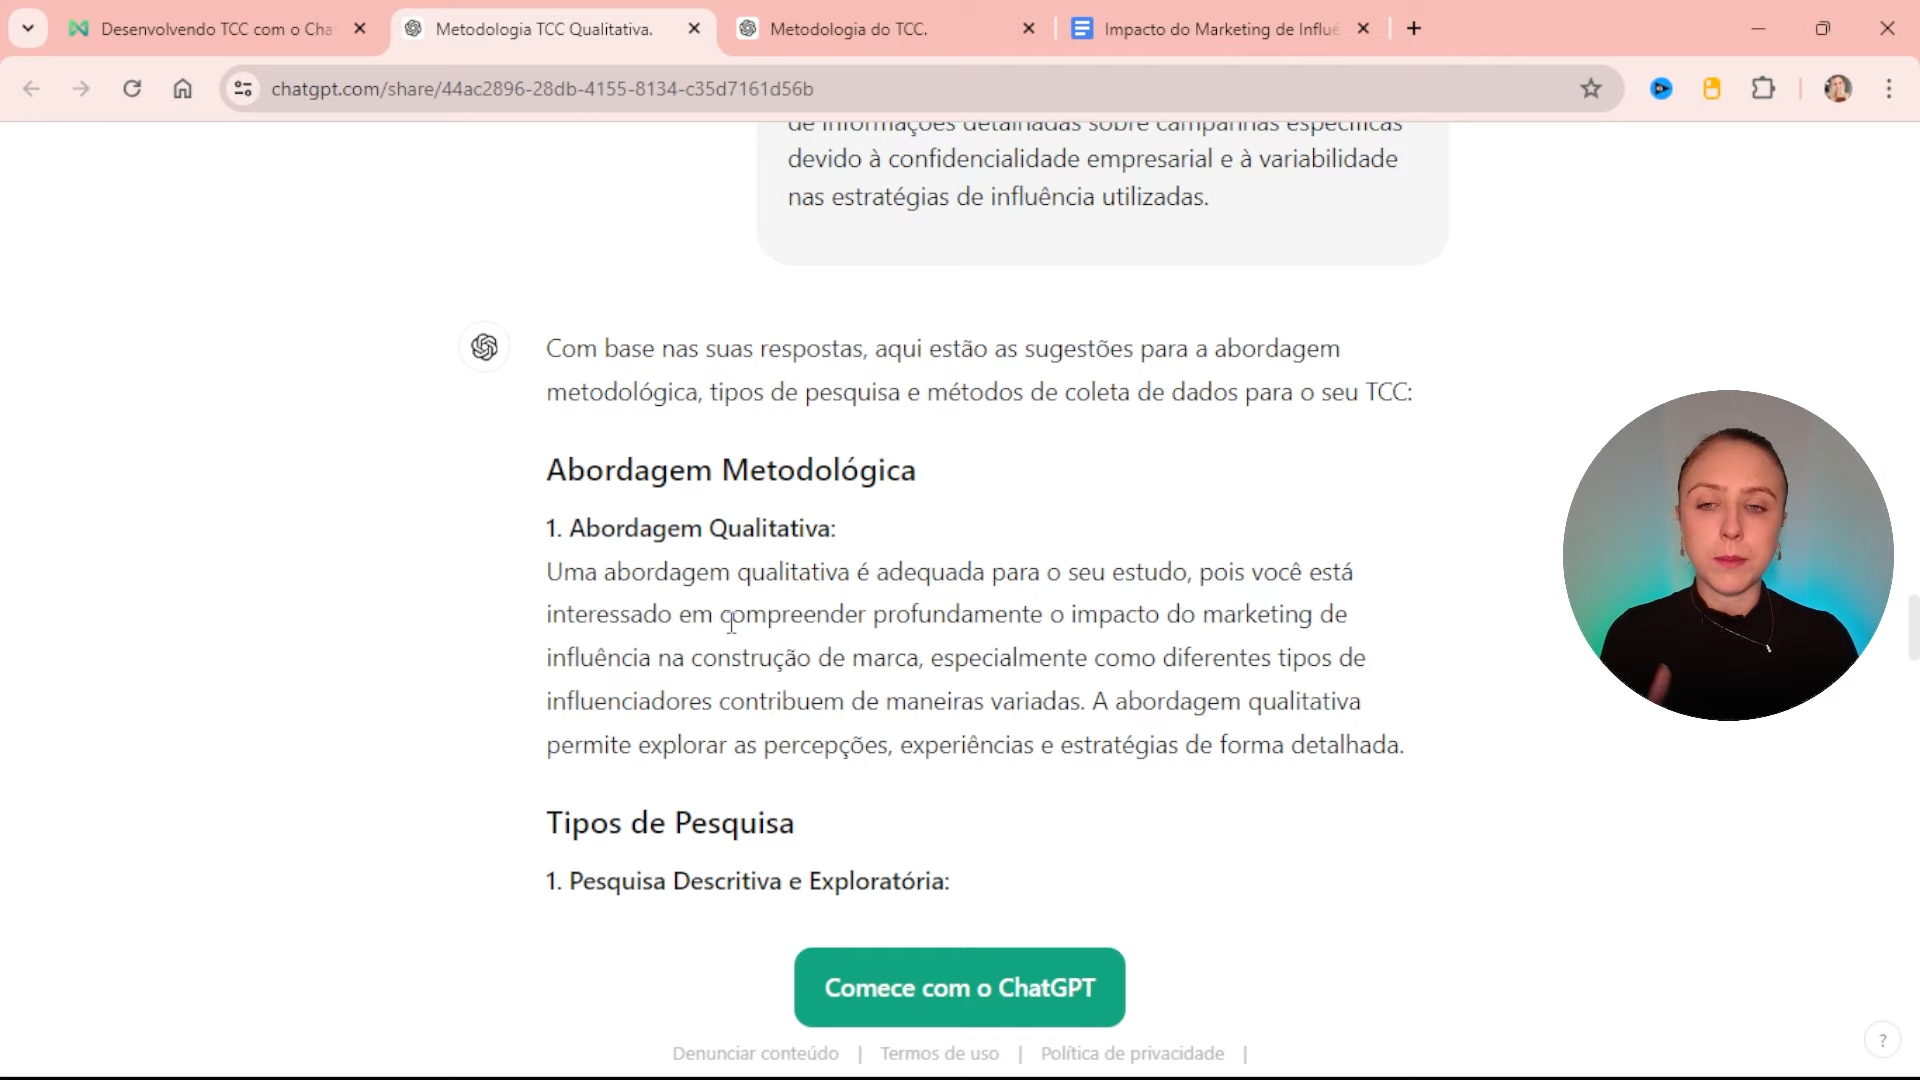 Desenvolvendo TCC com o Cha
Metodologia TCC Qualitativa.
Metodologia do TCC.
Impacto do Marketing de Influê
chatgpt.com/share/44ac2896-28db-4155-8134-c35d7161d56b
de informações detalhadas sobre campanhas específicas
devido à confidencialidade empresarial e à variabilidade
nas estratégias de influência utilizadas.
Com base nas suas respostas, aqui estão as sugestões para a abordagem
metodológica, tipos de pesquisa e métodos de coleta de dados para o seu TCC:
Abordagem Metodológica
1. Abordagem Qualitativa:
Uma abordagem qualitativa é adequada para o seu estudo, pois você está
interessado em compreender profundamente o impacto do marketing de
influência na construção de marca, especialmente como diferentes tipos de
influenciadores contribuem de maneiras variadas. A abordagem qualitativa
permite explorar as percepções, experiências e estratégias de forma detalhada.
Tipos de Pesquisa
1. Pesquisa Descritiva e Exploratória:
Comece com o ChatGPT
Denunciar conteúdo | Termos de uso | Política de privacidade |
?